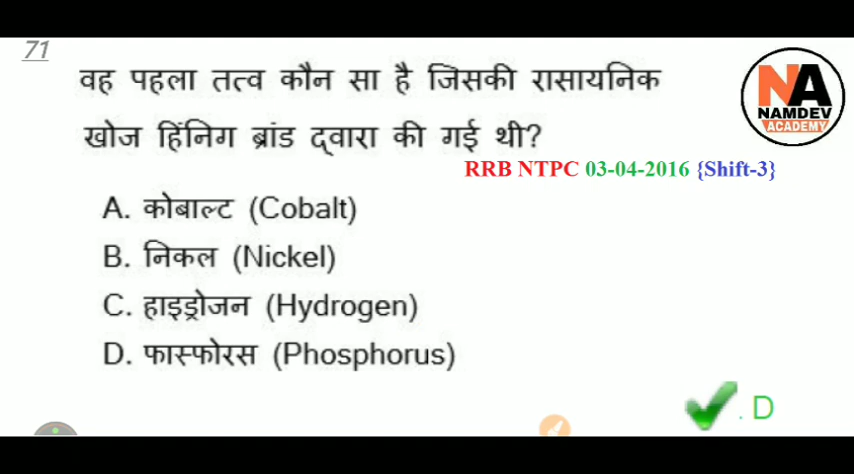 71
वह पहला तत्व कौन सा है जिसकी रासायनिक
खोज हिंनिग ब्रांड द्वारा की गई थी?
NA
NAMDEV
ACADEMY
RRB NTPC 03-04-2016 {Shift-3}
A. कोबाल्ट (Cobalt)
B. निकल (Nickel)
C. हाइड्रोजन (Hydrogen)
D. फास्फोरस (Phosphorus)
. D